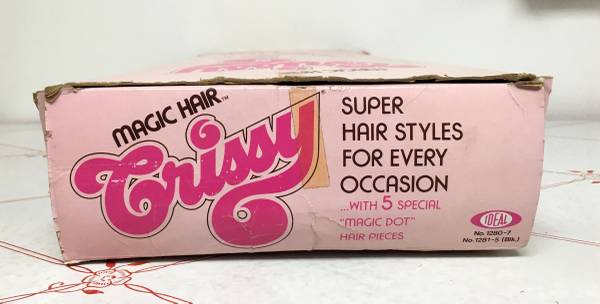 MAGIC HAIR™
Crissy®
SUPER
HAIR STYLES
FOR EVERY
OCCASION
...WITH 5 SPECIAL
"MAGIC DOT"
HAIR PIECES
IDEAL
No. 1280-7
No. 1281-5 (Blk.)